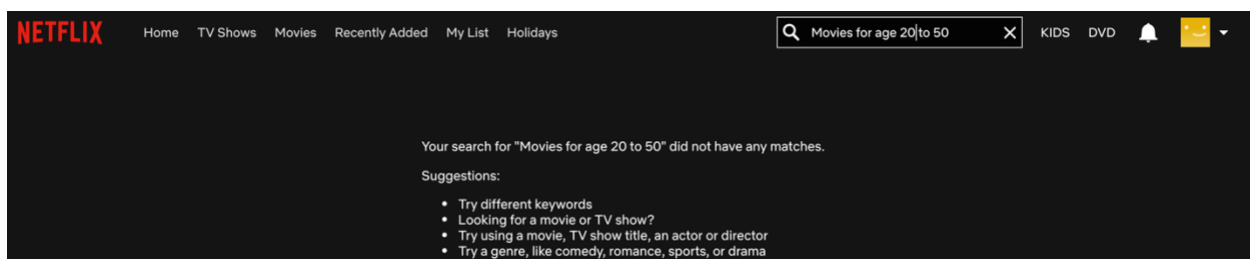 NETFLIX Home TV Shows Movies Recently Added My List Holidays Movies for age 20 to 50 KIDS DVD
Your search for "Movies for age 20 to 50" did not have any matches.
Suggestions:
• Try different keywords
• Looking for a movie or TV show?
• Try using a movie, TV show title, an actor or director
• Try a genre, like comedy, romance, sports, or drama